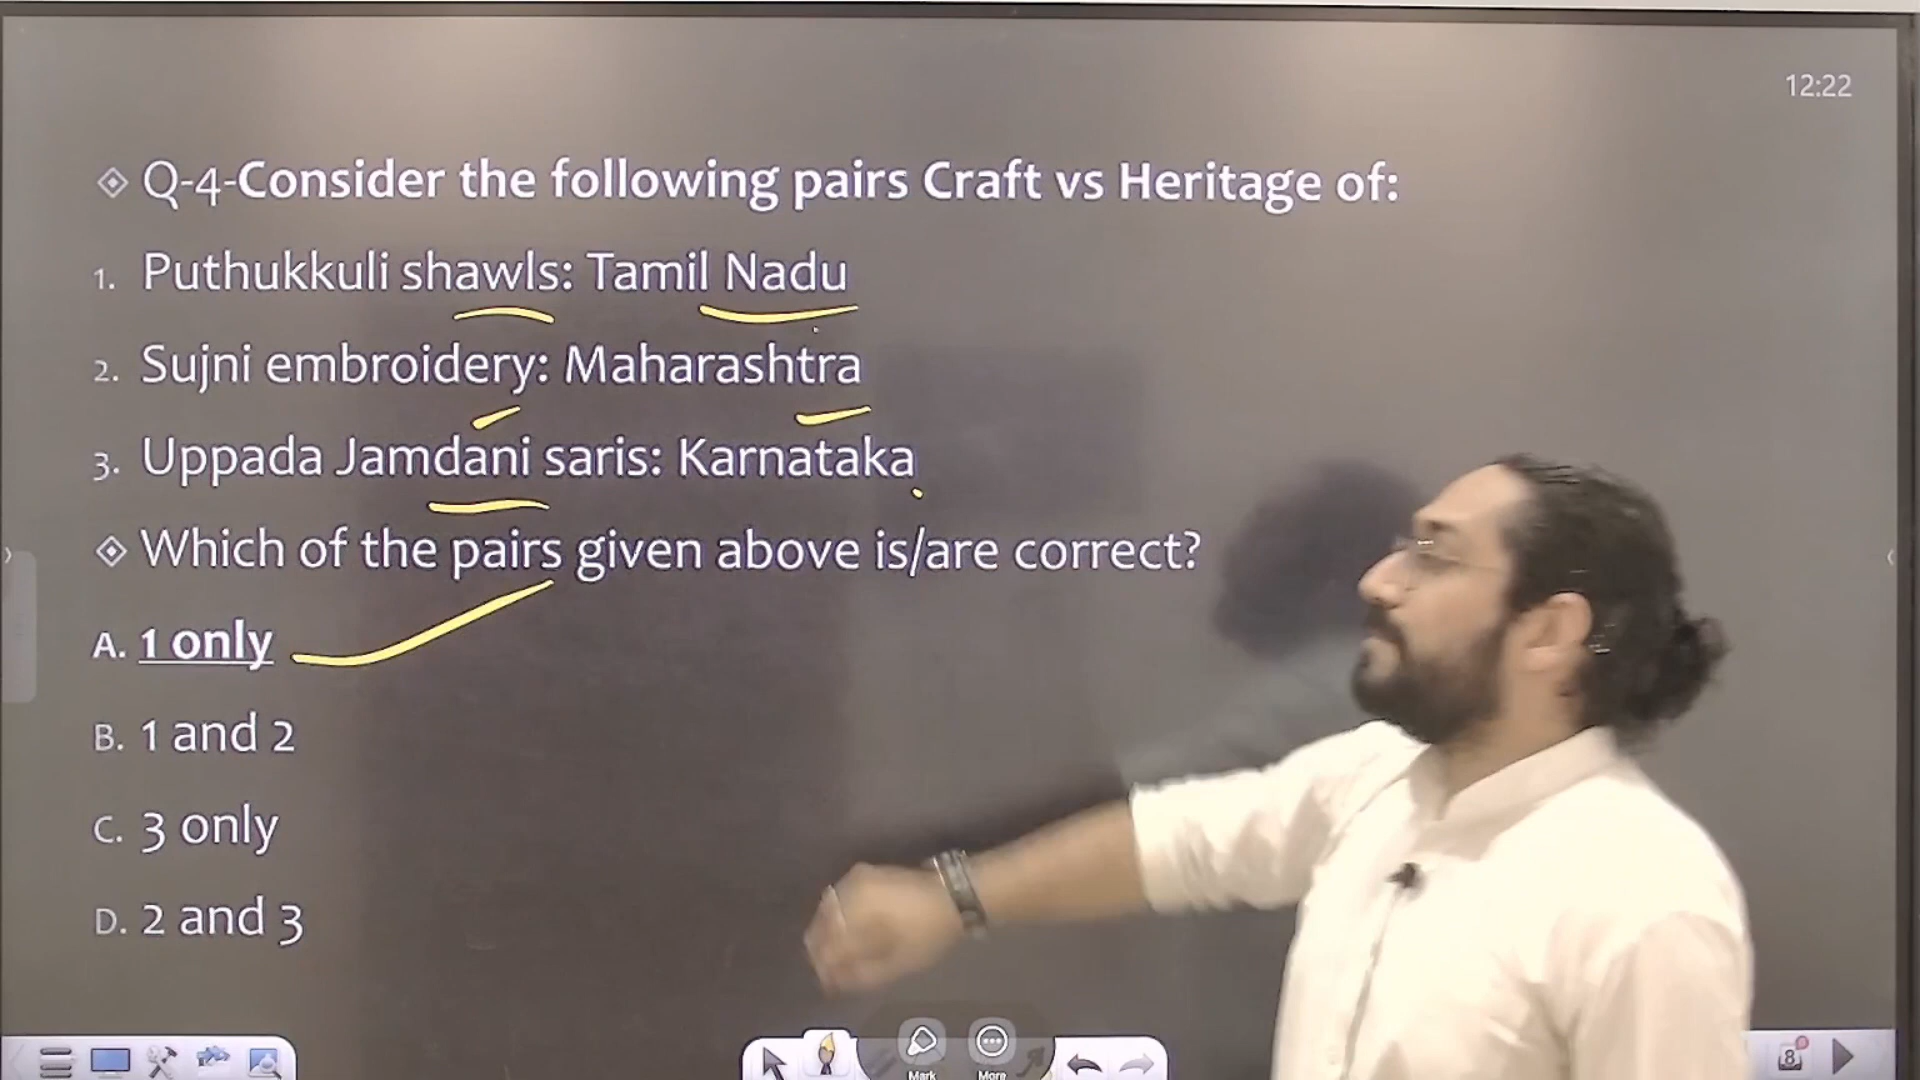 12:22
Q-4-Consider the following pairs Craft vs Heritage of:
1. Puthukkuli shawls: Tamil Nadu
2. Sujni embroidery: Maharashtra
3. Uppada Jamdani saris: Karnataka
Which of the pairs given above is/are correct?
A. 1 only
B. 1 and 2
C. 3 only
D. 2 and 3
Mark More
8